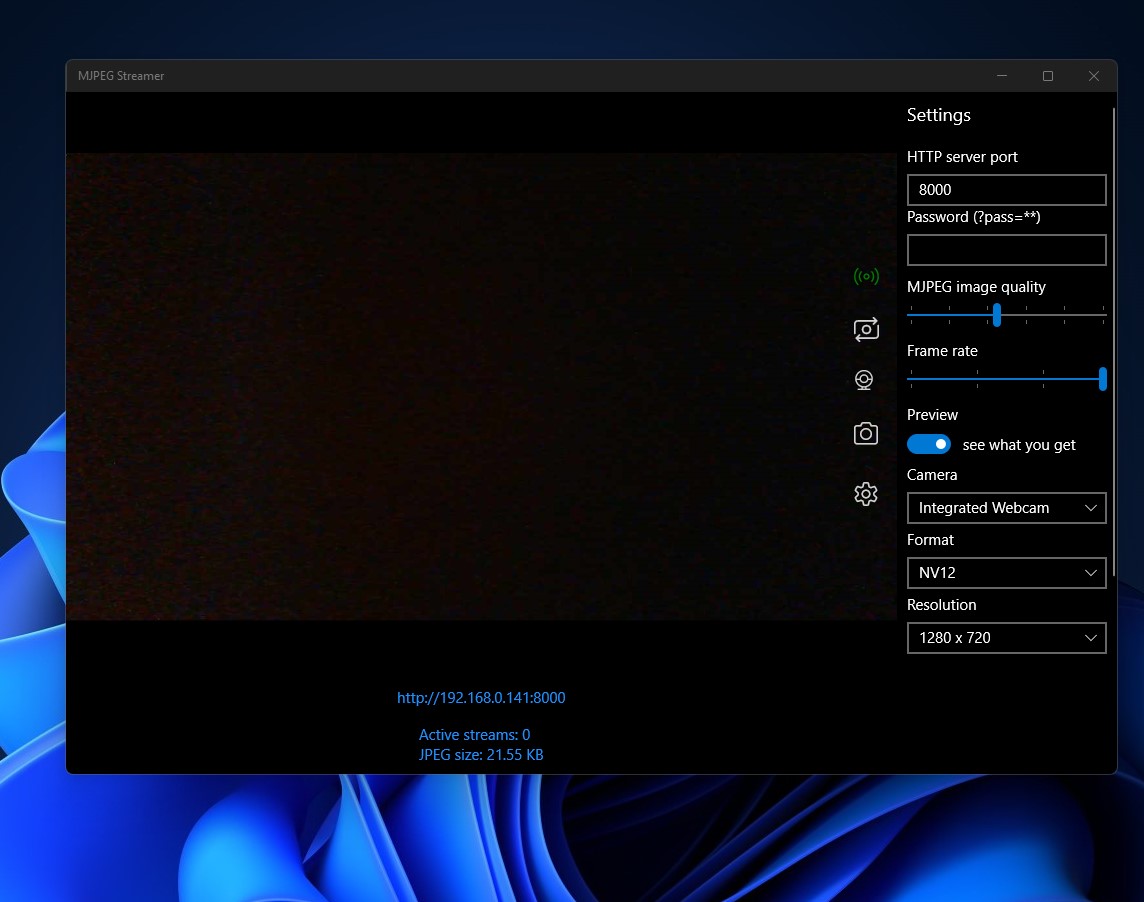 MJPEG Streamer
Settings
HTTP server port
8000
Password (?pass=**)
MJPEG image quality
Frame rate
Preview
see what you get
Camera
Integrated Webcam
Format
NV12
Resolution
1280 x 720
http://192.168.0.141:8000
Active streams: 0
JPEG size: 21.55 KB